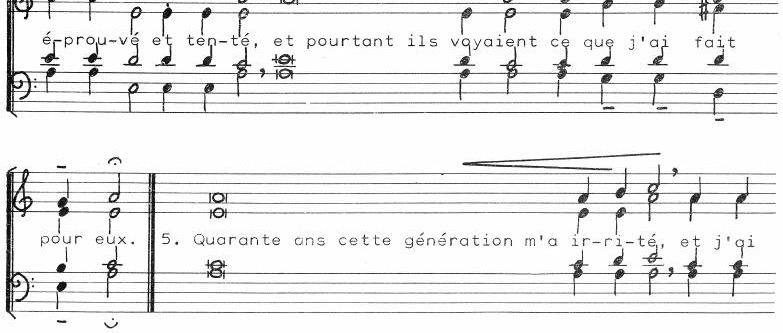 é-prou-vé et ten-té, et pourtant ils voyaient ce que j'ai fait
pour eux. 5. Quarante ans cette génération m'a ir-ri-té, et j'ai